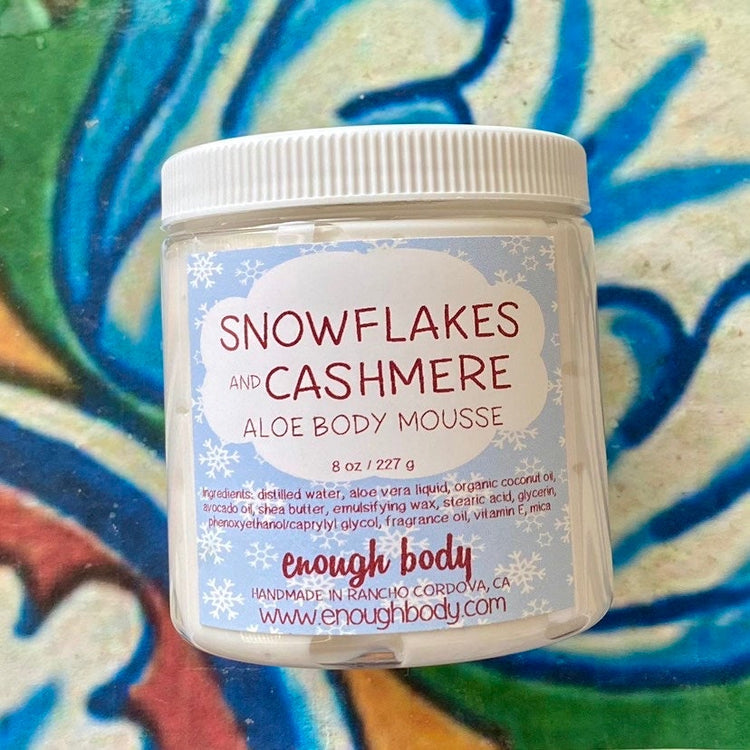 SNOWFLAKES
AND CASHMERE
ALOE BODY MOUSSE
8 oz / 227 g
Ingredients: distilled water, aloe vera liquid, organic coconut oil,
avocado oil, shea butter, emulsifying wax, stearic acid, glycerin,
phenoxyethanol/caprylyl glycol, fragrance oil, vitamin E, mica
enough body
HANDMADE IN RANCHO CORDOVA, CA
www.enoughbody.com